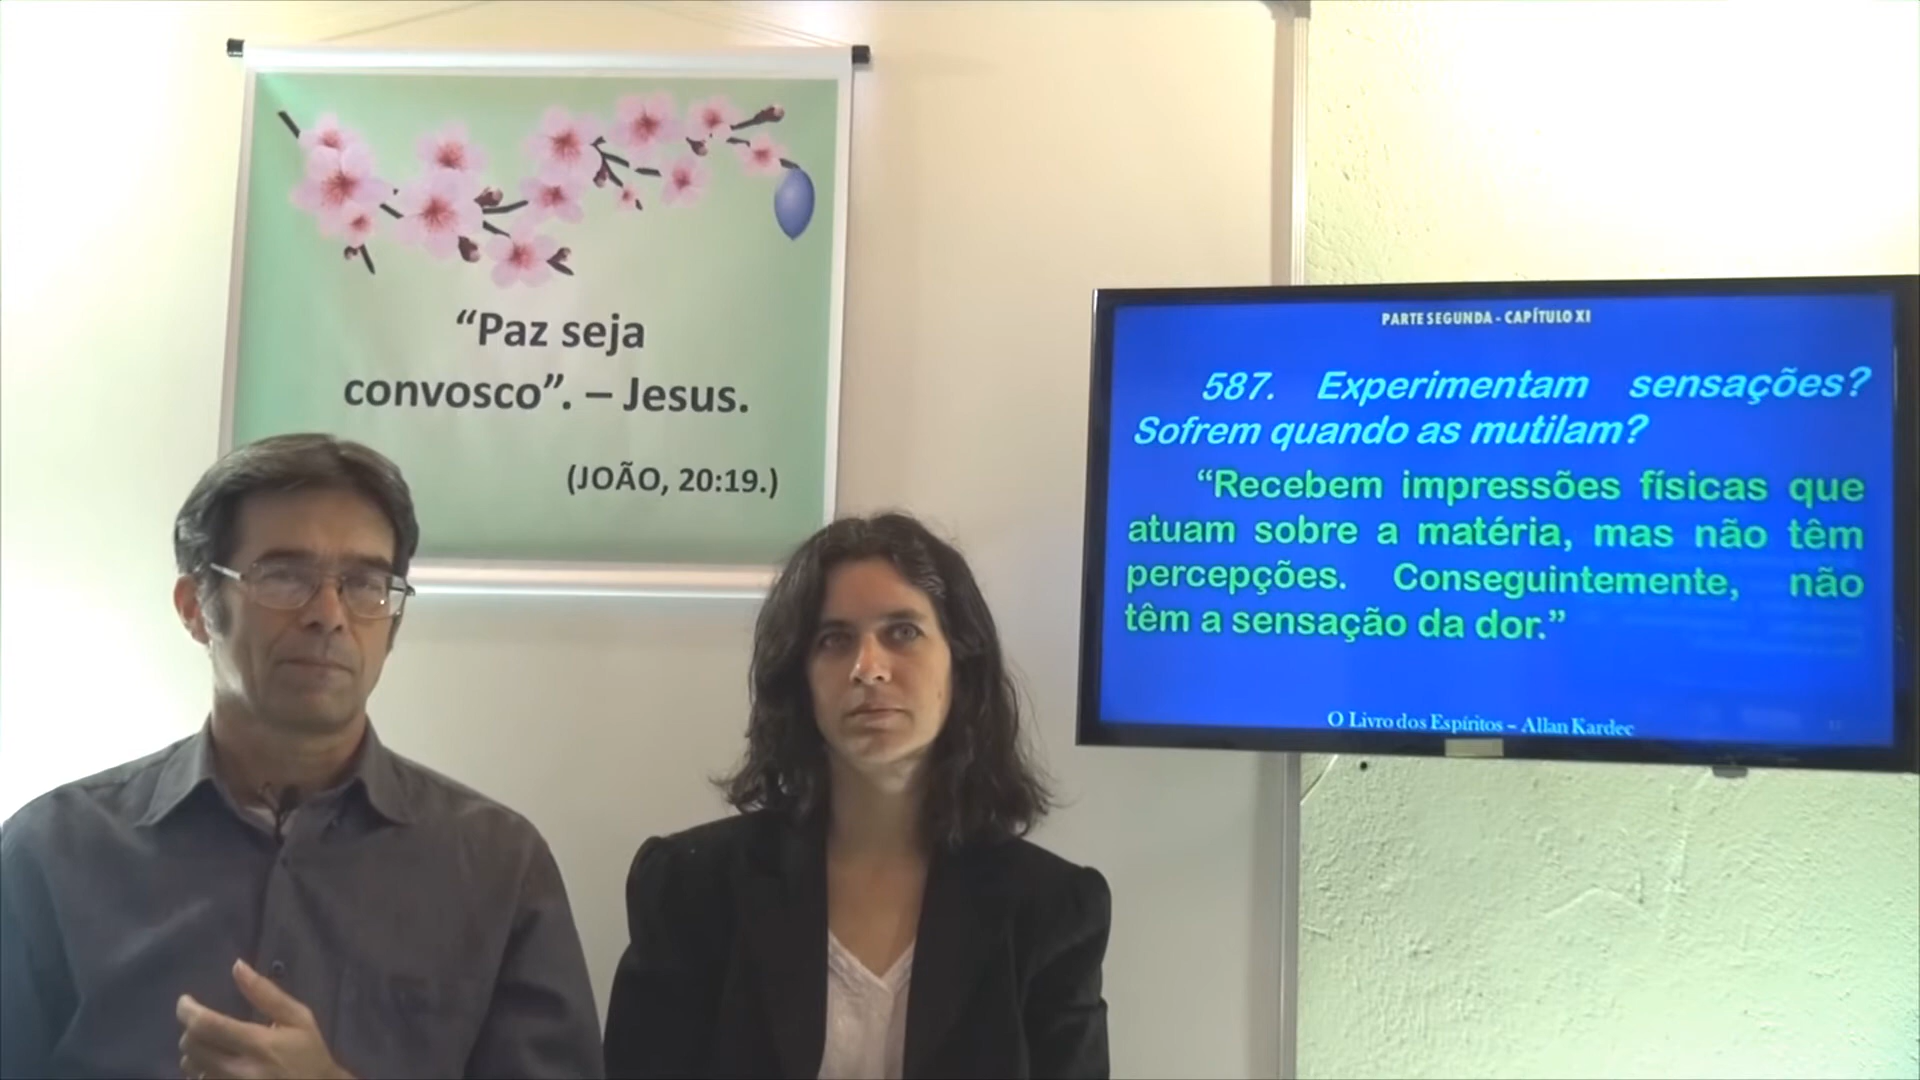 “Paz seja
convosco”. – Jesus.
(JOÃO, 20:19.)
PARTE SEGUNDA - CAPÍTULO XI
587. Experimentam sensações?
Sofrem quando as mutilam?
“Recebem impressões físicas que
atuam sobre a matéria, mas não têm
percepções. Conseguintemente, não
têm a sensação da dor.”
O Livro dos Espíritos – Allan Kardec